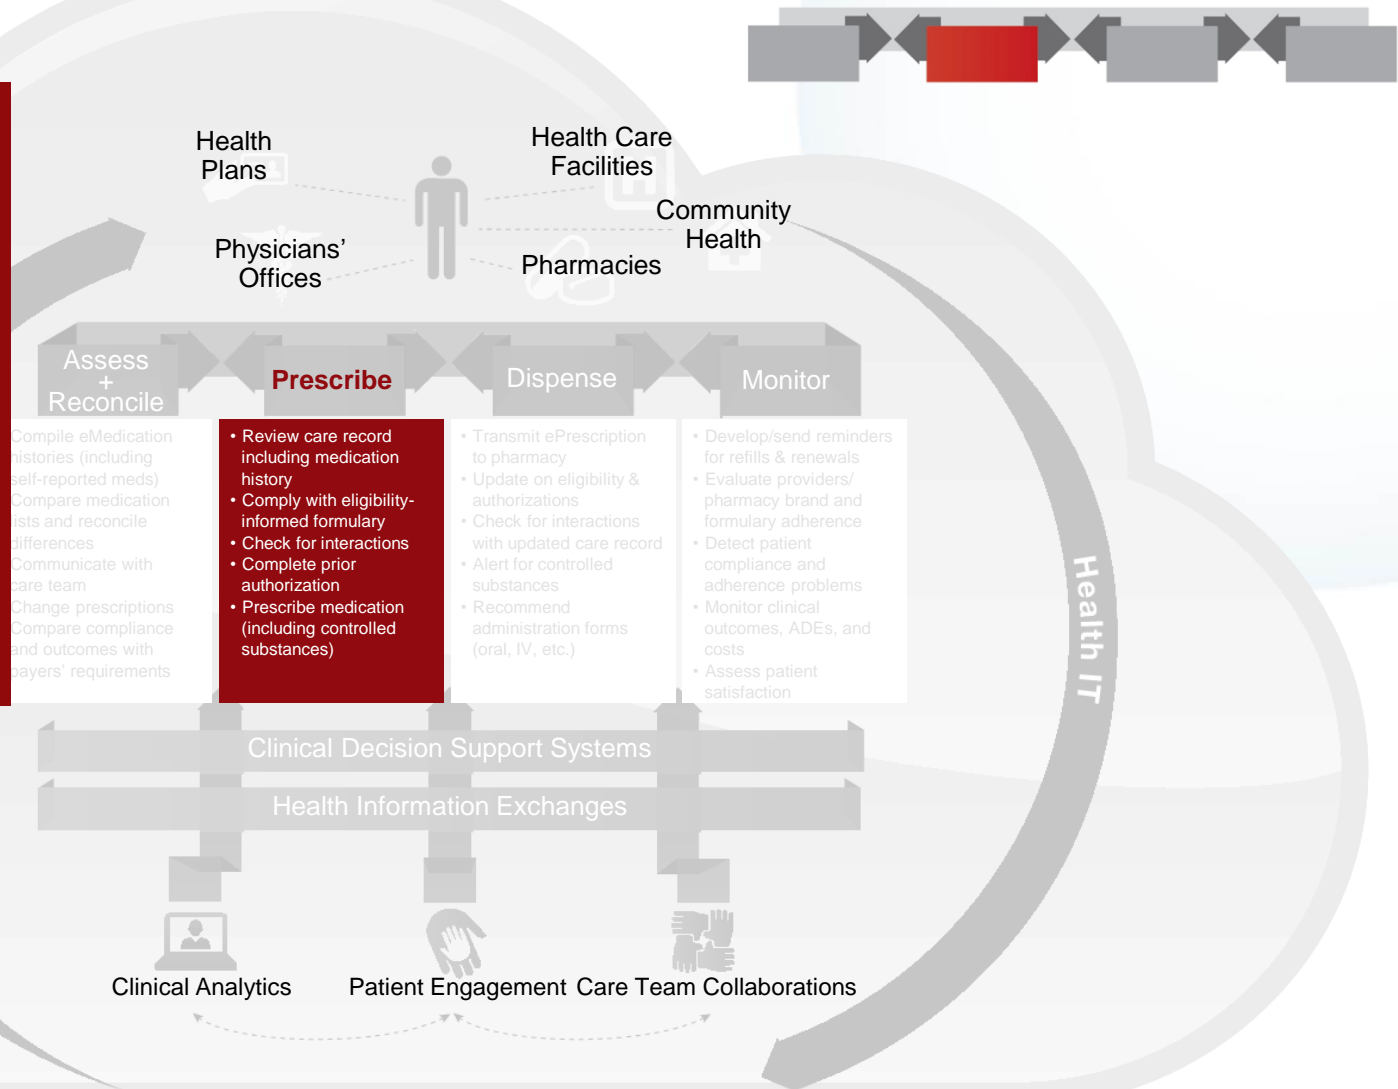 Health
Plans
Health Care
Facilities
Community
Health
Physicians’
Offices
Pharmacies
Assess
+
Reconcile
Prescribe
Dispense
Monitor
Compile eMedication
histories (including
self-reported meds)
Compare medication
lists and reconcile
differences
Communicate with
care team
Change prescriptions
Compare compliance
and outcomes with
payers’ requirements
• Review care record
including medication
history
• Comply with eligibility-
informed formulary
• Check for interactions
• Complete prior
authorization
• Prescribe medication
(including controlled
substances)
• Transmit ePrescription
to pharmacy
• Update on eligibility &
authorizations
• Check for interactions
with updated care record
• Alert for controlled
substances
• Recommend
administration forms
(oral, IV, etc.)
• Develop/send reminders
for refills & renewals
• Evaluate providers/
pharmacy brand and
formulary adherence
• Detect patient
compliance and
adherence problems
• Monitor clinical
outcomes, ADEs, and
costs
• Assess patient
satisfaction
Health IT
Clinical Decision Support Systems
Health Information Exchanges
Clinical Analytics
Patient Engagement
Care Team Collaborations